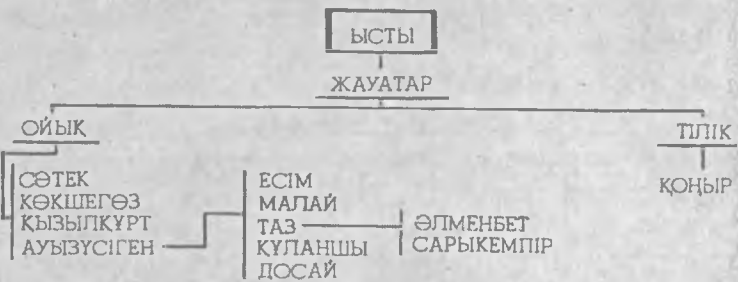 ЫСТЫ
ЖАУАТАР
ОЙЫҚ
ТІЛІК
СӨТЕК
КӨКШЕГӨЗ
ҚЫЗЫЛҚҰРТ
АУЫЗҮСІГЕН
ЕСІМ
МАЛАЙ
ТАЗ
ҚҰЛАНШЫ
ДОСАЙ
ӘЛМЕНБЕТ
САРЫКЕМПІР
ҚОҢЫР